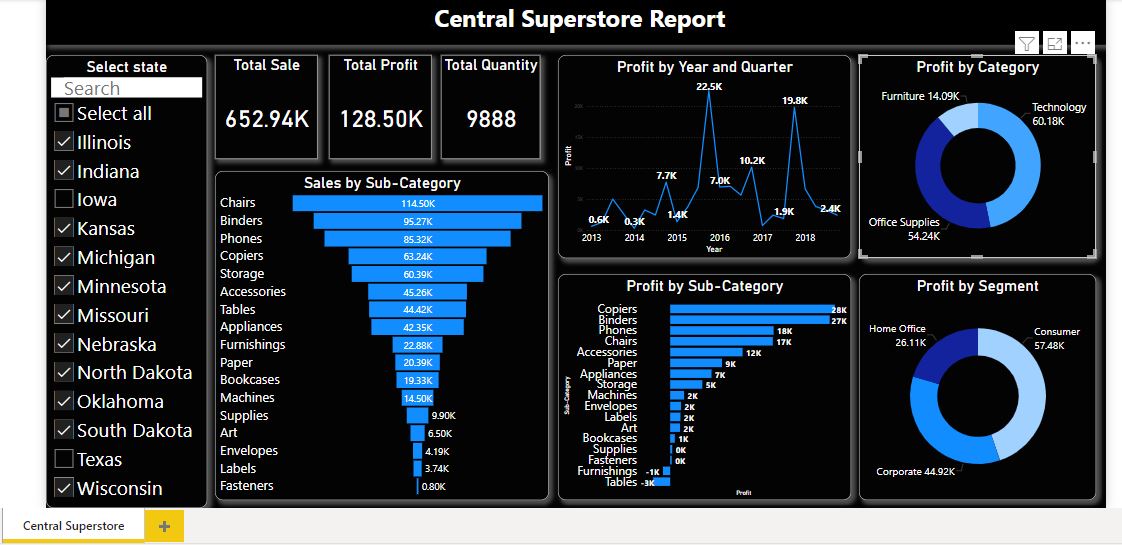 Central Superstore Report
Select state
Search
Select all
Illinois
Indiana
Iowa
Kansas
Michigan
Minnesota
Missouri
Nebraska
North Dakota
Oklahoma
South Dakota
Texas
Wisconsin
Total Sale
652.94K
Total Profit
128.50K
Total Quantity
9888
Sales by Sub-Category
Chairs 114.50K
Binders 95.27K
Phones 85.32K
Copiers 63.24K
Storage 60.39K
Accessories 45.26K
Tables 44.42K
Appliances 42.35K
Furnishings 22.88K
Paper 20.39K
Bookcases 19.33K
Machines 14.50K
Supplies 9.90K
Art 6.50K
Envelopes 4.19K
Labels 3.74K
Fasteners 0.80K
Profit by Year and Quarter
Profit
0.6K
0.3K
7.7K
1.4K
22.5K
7.0K
10.2K
1.9K
19.8K
2.4K
2013 2014 2015 2016 2017 2018
Year
Profit by Category
Furniture 14.09K
Technology
60.18K
Office Supplies
54.24K
Profit by Sub-Category
Sub-Category
Copiers 28K
Binders 27K
Phones 18K
Chairs 17K
Accessories 12K
Paper 9K
Appliances 7K
Storage 5K
Machines 2K
Envelopes 2K
Labels 2K
Art 2K
Bookcases 1K
Supplies 0K
Fasteners 0K
Furnishings -1K
Tables -3K
Profit
Profit by Segment
Home Office
26.11K
Consumer
57.48K
Corporate 44.92K
Central Superstore